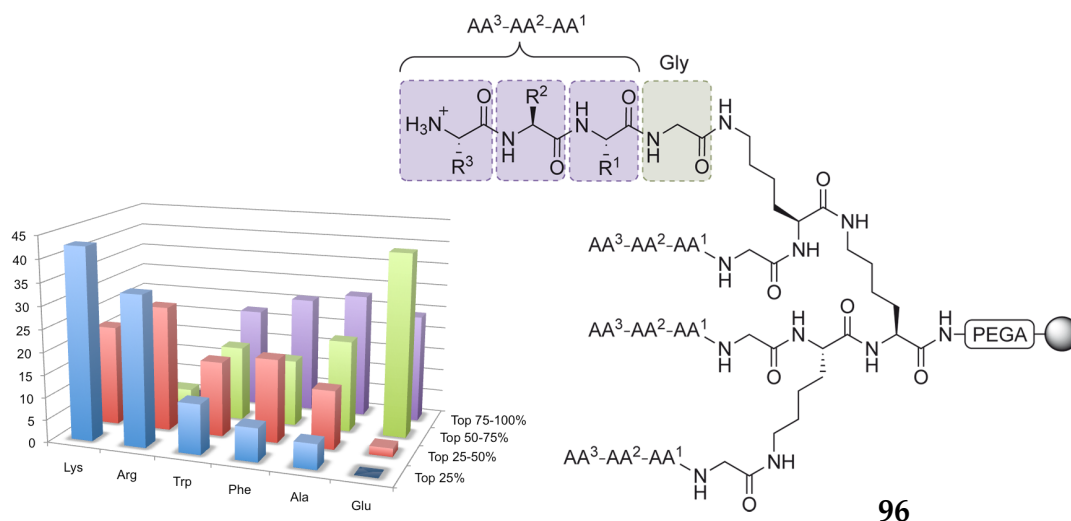 AA³-AA²-AA¹
Gly
H₃N⁺
R³
O
N
H
R²
O
H
N
R¹
O
N
H
O
H
N
O
N
H
AA³-AA²-AA¹
N
H
O
NH
O
AA³-AA²-AA¹
N
H
O
H
N
O
N
H
O
H
N
PEGA
AA³-AA²-AA¹
N
H
O
NH
96
45
40
35
30
25
20
15
10
5
0
Lys
Arg
Trp
Phe
Ala
Glu
Top 75-100%
Top 50-75%
Top 25-50%
Top 25%